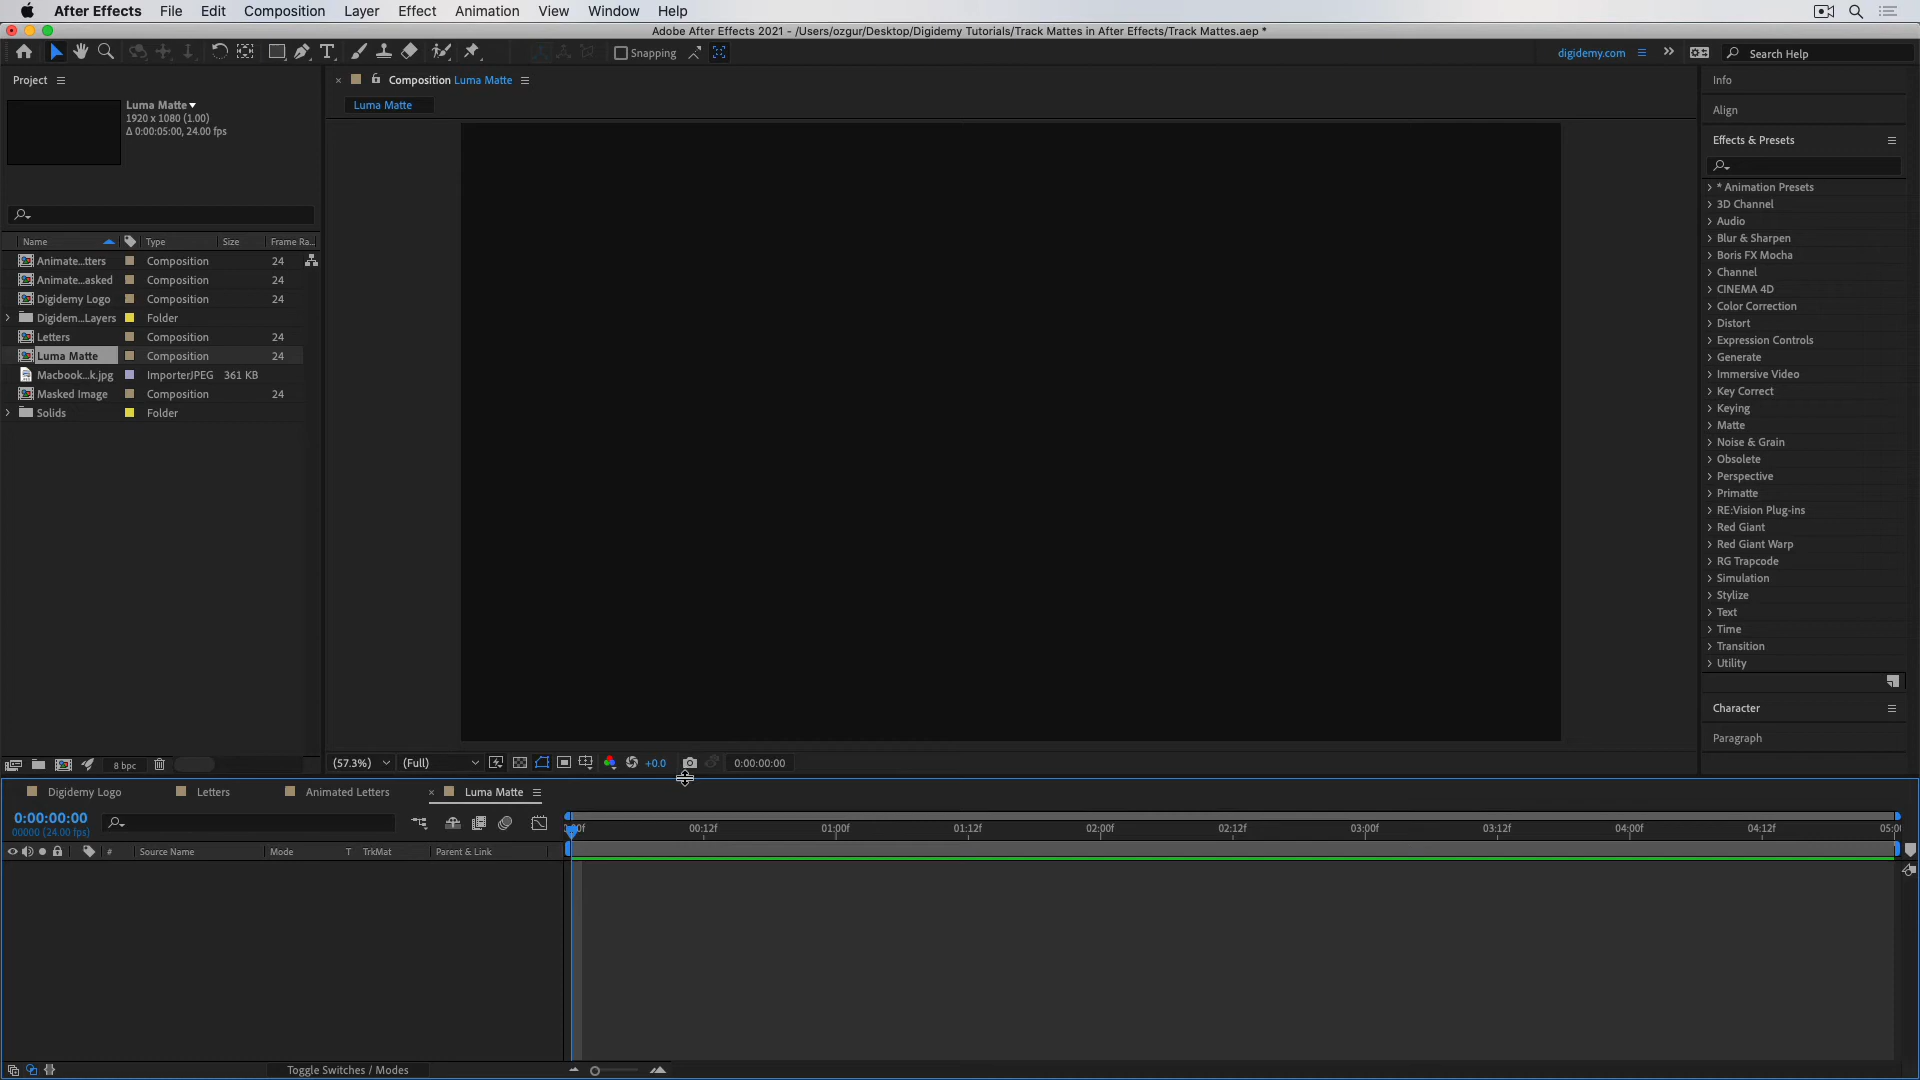 After Effects File Edit Composition Layer Effect Animation View Window Help
Adobe After Effects 2021 - /Users/ozgur/Desktop/Digidemy Tutorials/Track Mattes in After Effects/Track Mattes.aep *
Snapping
digidemy.com
Search Help
Project
Luma Matte
1920 x 1080 (1.00)
Δ 0:00:05:00, 24.00 fps
Name Type Size Frame Ra...
Animate...tters Composition 24
Animate...asked Composition 24
Digidemy Logo Composition 24
Digidem...Layers Folder
Letters Composition 24
Luma Matte Composition 24
Macbook...k.jpg ImporterJPEG 361 KB
Masked Image Composition 24
Solids Folder
8 bpc
Composition Luma Matte
Luma Matte
(57.3%) (Full) +0.0 0:00:00:00
Info
Align
Effects & Presets
* Animation Presets
3D Channel
Audio
Blur & Sharpen
Boris FX Mocha
Channel
CINEMA 4D
Color Correction
Distort
Expression Controls
Generate
Immersive Video
Key Correct
Keying
Matte
Noise & Grain
Obsolete
Perspective
Primatte
RE:Vision Plug-ins
Red Giant
Red Giant Warp
RG Trapcode
Simulation
Stylize
Text
Time
Transition
Utility
Character
Paragraph
Digidemy Logo Letters Animated Letters Luma Matte
0:00:00:00
00000 (24.00 fps)
# Source Name Mode T TrkMat Parent & Link
00:12f 01:00f 01:12f 02:00f 02:12f 03:00f 03:12f 04:00f 04:12f
Toggle Switches / Modes